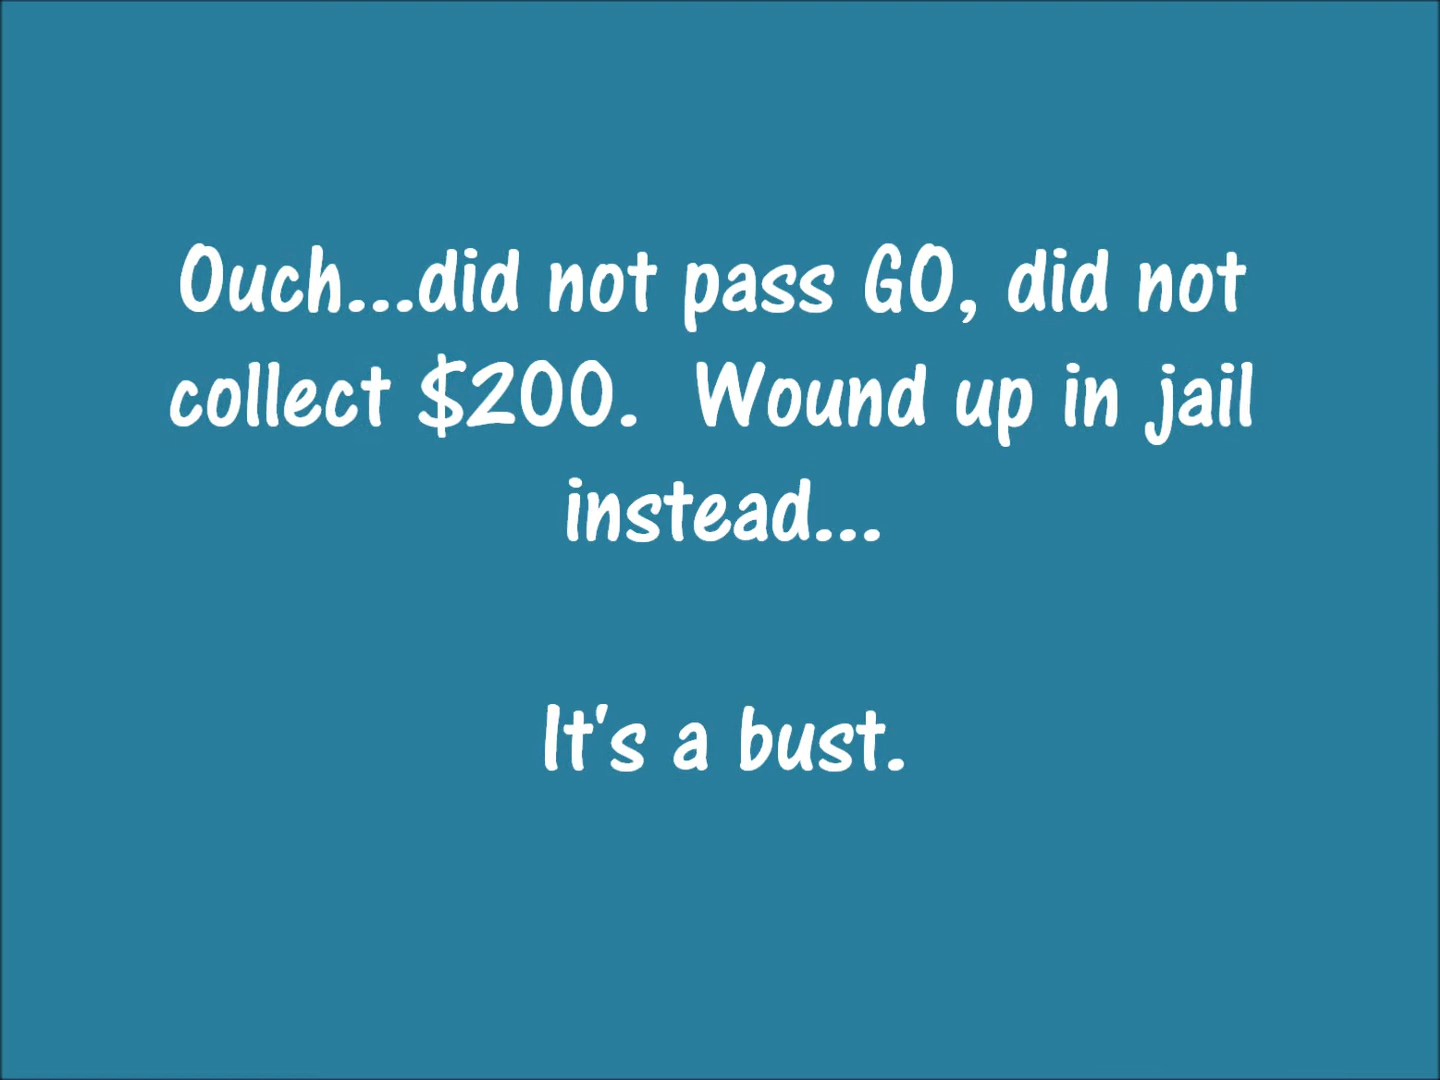 Ouch...did not pass GO, did not
collect $200.  Wound up in jail
instead...
It's a bust.